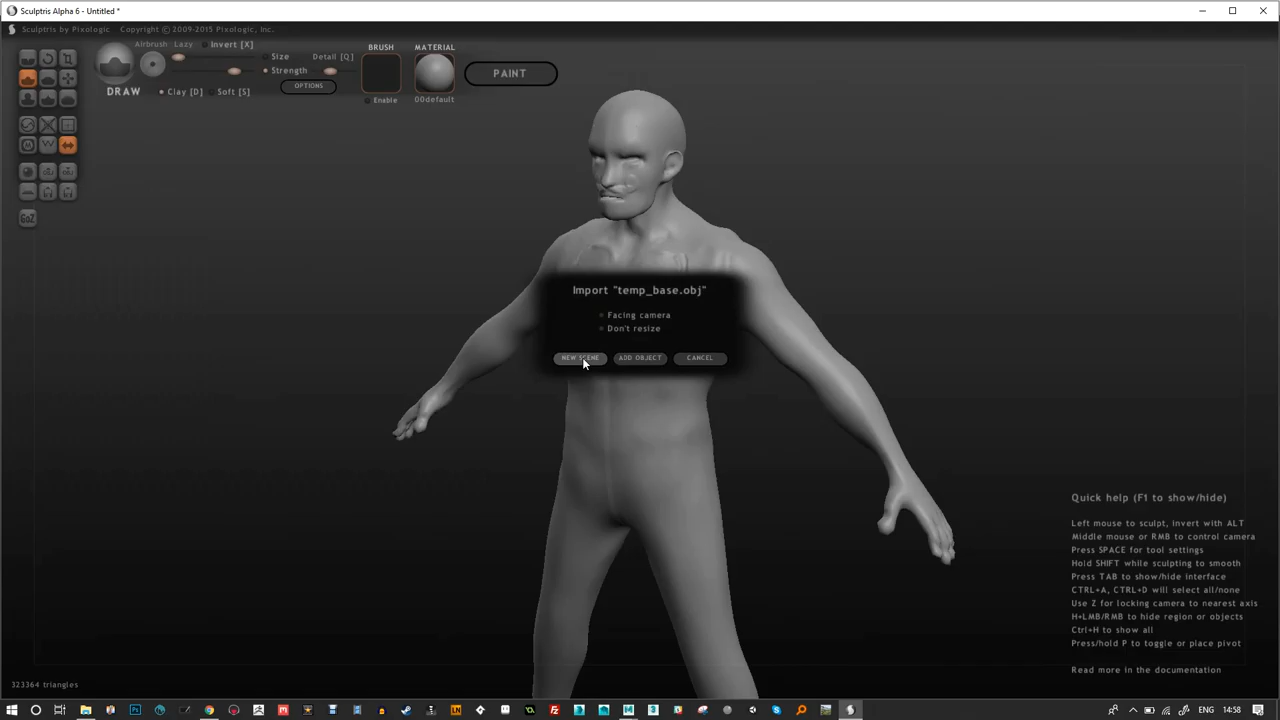 Sculptris Alpha 6 - Untitled *
Sculptris by Pixologic Copyright © 2009-2015 Pixologic, Inc.
Airbrush Lazy Invert [X]
Size Detail [Q]
Strength
OPTIONS
DRAW Clay [D] Soft [S]
BRUSH
Enable
MATERIAL
00default
PAINT
GoZ
Import "temp_base.obj"
Facing camera
Don't resize
NEW SCENE ADD OBJECT CANCEL
Quick help (F1 to show/hide)
Left mouse to sculpt, invert with ALT
Middle mouse or RMB to control camera
Press SPACE for tool settings
Hold SHIFT while sculpting to smooth
Press TAB to show/hide interface
CTRL+A, CTRL+D will select all/none
Use Z for locking camera to nearest axis
H+LMB/RMB to hide region or objects
Ctrl+H to show all
Press/hold P to toggle or place pivot
Read more in the documentation
323364 triangles
ENG 14:58